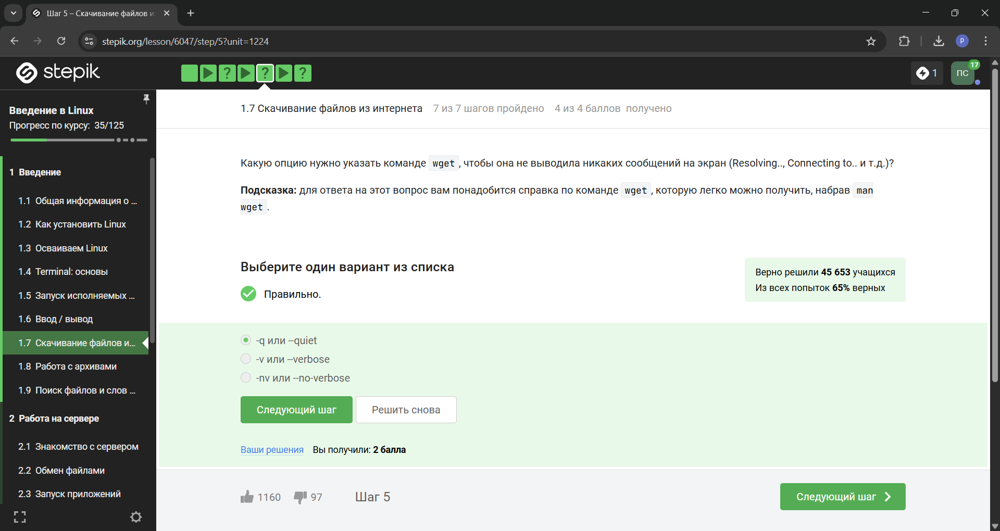 Шаг 5 – Скачивание файлов из
stepik.org/lesson/6047/step/5?unit=1224
p
stepik
?
?
?
1
ПС
17
Введение в Linux
Прогресс по курсу: 35/125
1 Введение
1.1 Общая информация о ...
1.2 Как установить Linux
1.3 Осваиваем Linux
1.4 Terminal: основы
1.5 Запуск исполняемых ...
1.6 Ввод / вывод
1.7 Скачивание файлов и...
1.8 Работа с архивами
1.9 Поиск файлов и слов ...
2 Работа на сервере
2.1 Знакомство с сервером
2.2 Обмен файлами
2.3 Запуск приложений
1.7 Скачивание файлов из интернета 7 из 7 шагов пройдено 4 из 4 баллов получено
Какую опцию нужно указать команде wget, чтобы она не выводила никаких сообщений на экран (Resolving.., Connecting to.. и т.д.)?
Подсказка: для ответа на этот вопрос вам понадобится справка по команде wget, которую легко можно получить, набрав man
wget.
Выберите один вариант из списка
Правильно.
Верно решили 45 653 учащихся
Из всех попыток 65% верных
-q или --quiet
-v или --verbose
-nv или --no-verbose
Следующий шаг
Решить снова
Ваши решения Вы получили: 2 балла
1160
97
Шаг 5
Следующий шаг